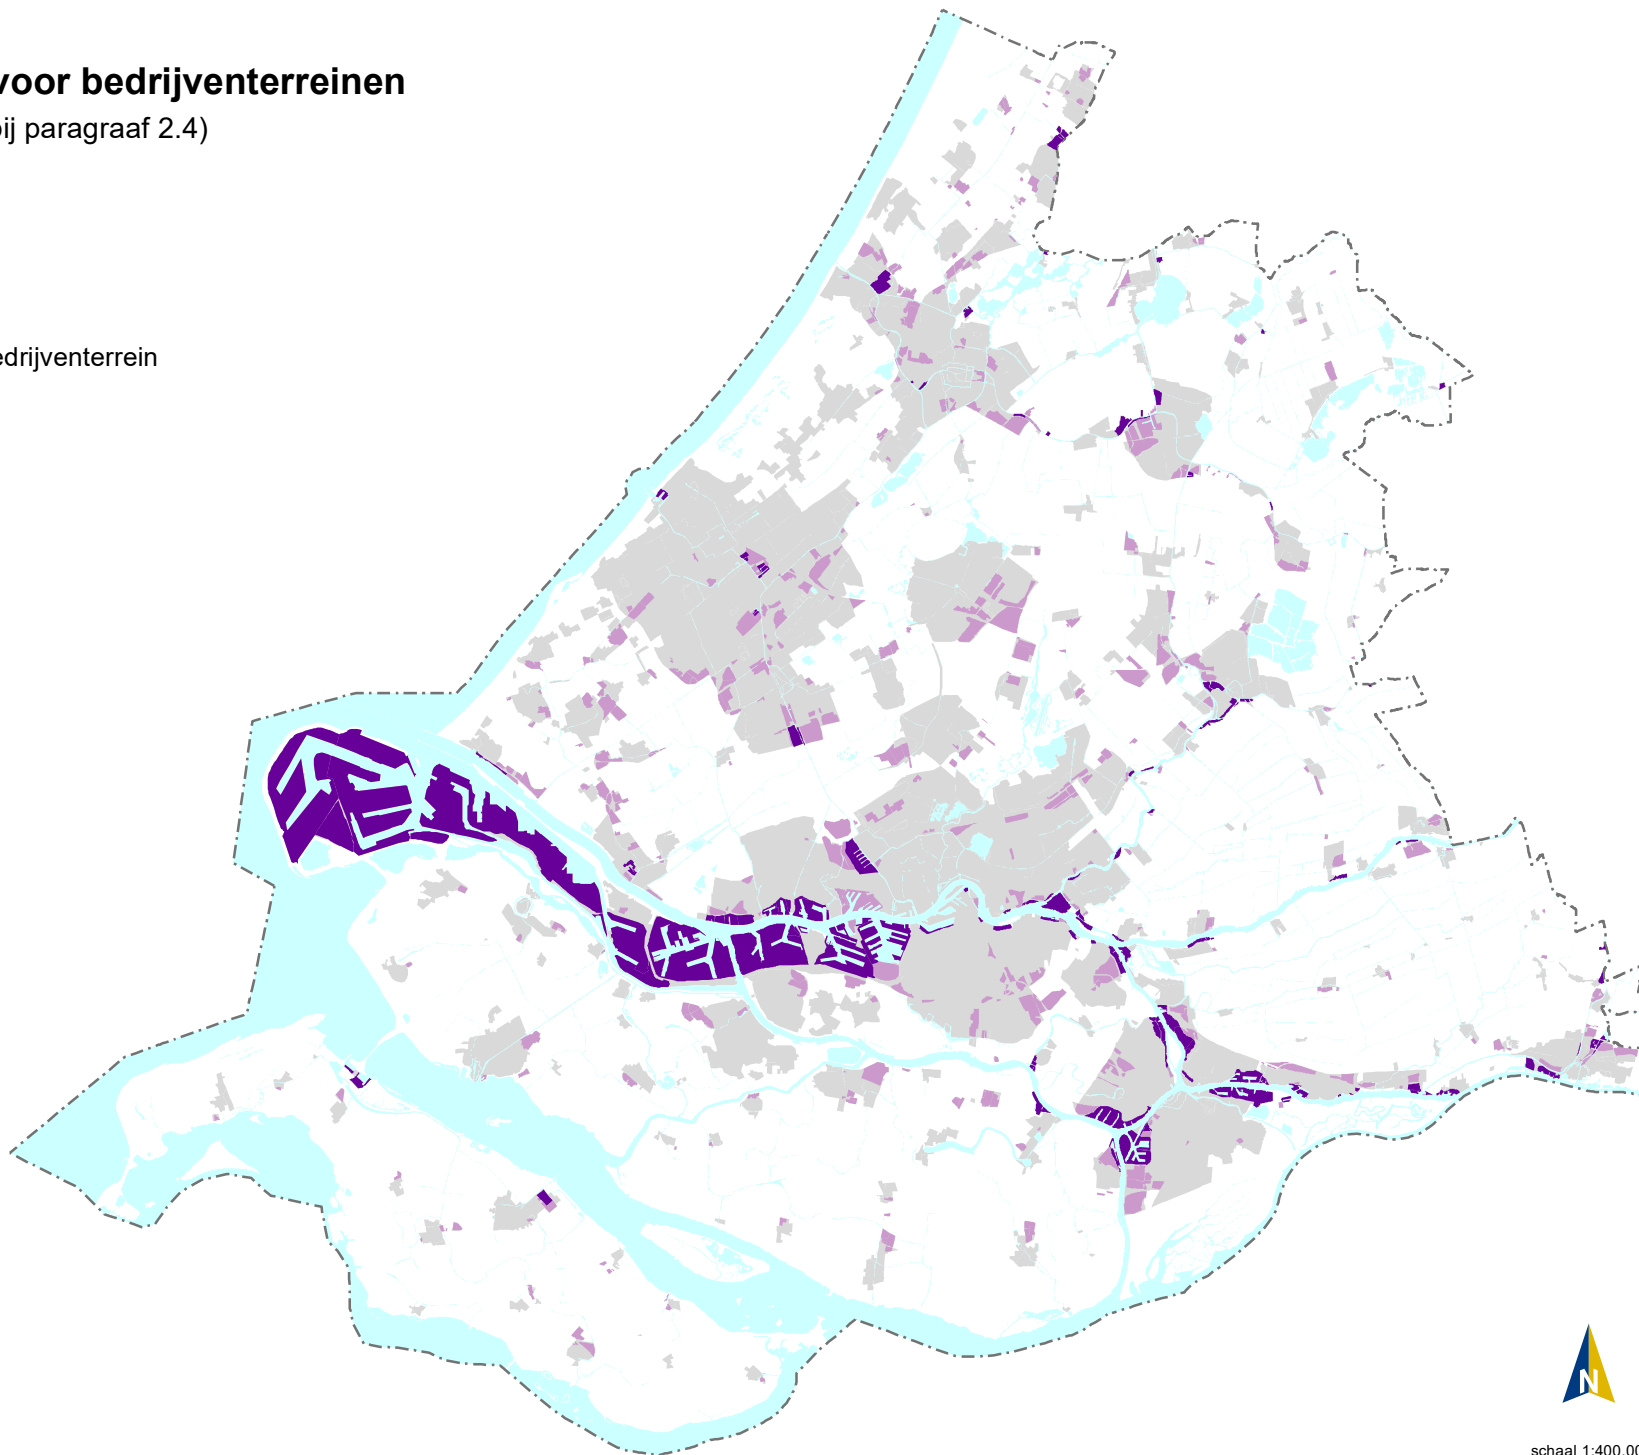 voor bedrijventerreinen
bij paragraaf 2.4)
edrijventerrein
N
schaal 1:400.00